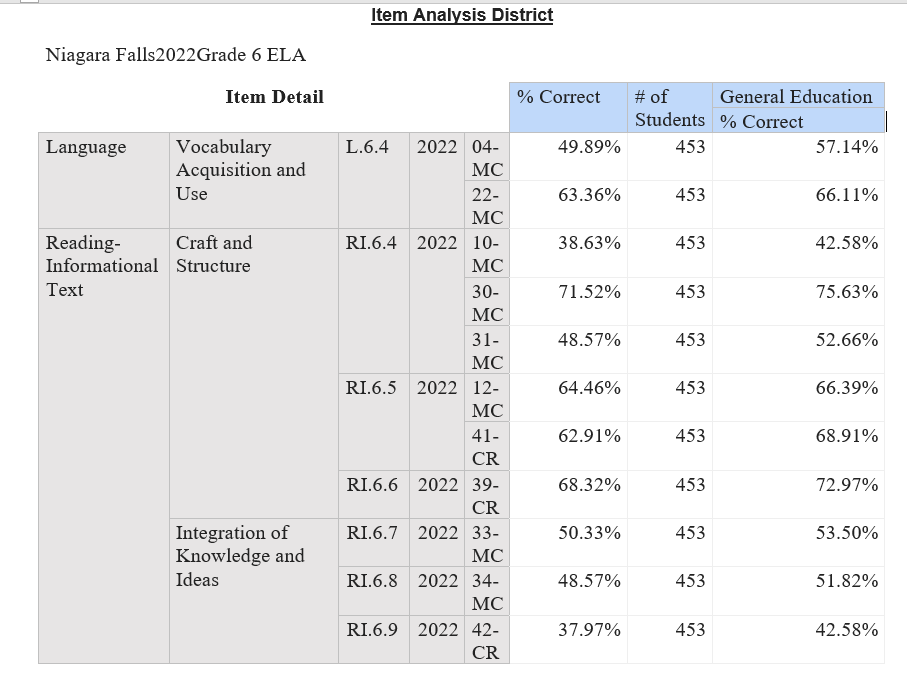 Item Analysis District
Niagara Falls2022Grade 6 ELA
Item Detail
% Correct
# of
Students
General Education
% Correct
Language
Vocabulary
Acquisition and
Use
L.6.4
2022
04-
MC
49.89%
453
57.14%
22-
MC
63.36%
453
66.11%
Reading-
Informational
Text
Craft and
Structure
RI.6.4
2022
10-
MC
38.63%
453
42.58%
30-
MC
71.52%
453
75.63%
31-
MC
48.57%
453
52.66%
RI.6.5
2022
12-
MC
64.46%
453
66.39%
41-
CR
62.91%
453
68.91%
RI.6.6
2022
39-
CR
68.32%
453
72.97%
Integration of
Knowledge and
Ideas
RI.6.7
2022
33-
MC
50.33%
453
53.50%
RI.6.8
2022
34-
MC
48.57%
453
51.82%
RI.6.9
2022
42-
CR
37.97%
453
42.58%